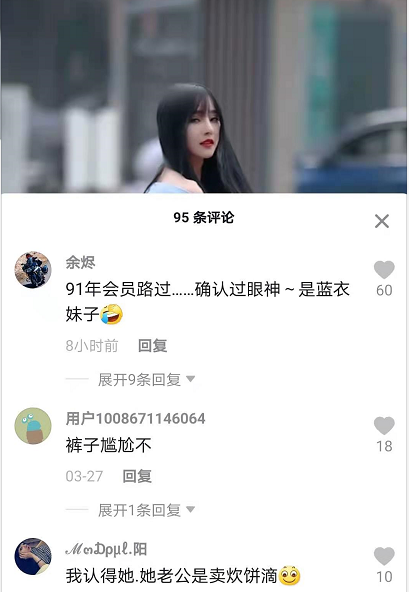 95 条评论
余烬
91年会员路过……确认过眼神~是蓝衣
妹子🤣
60
8小时前 回复
展开9条回复
用户1008671146064
裤子尴尬不
18
03-27 回复
展开1条回复
ℳ๓₯㎕.阳
我认得她.她老公是卖炊饼滴🙂
10